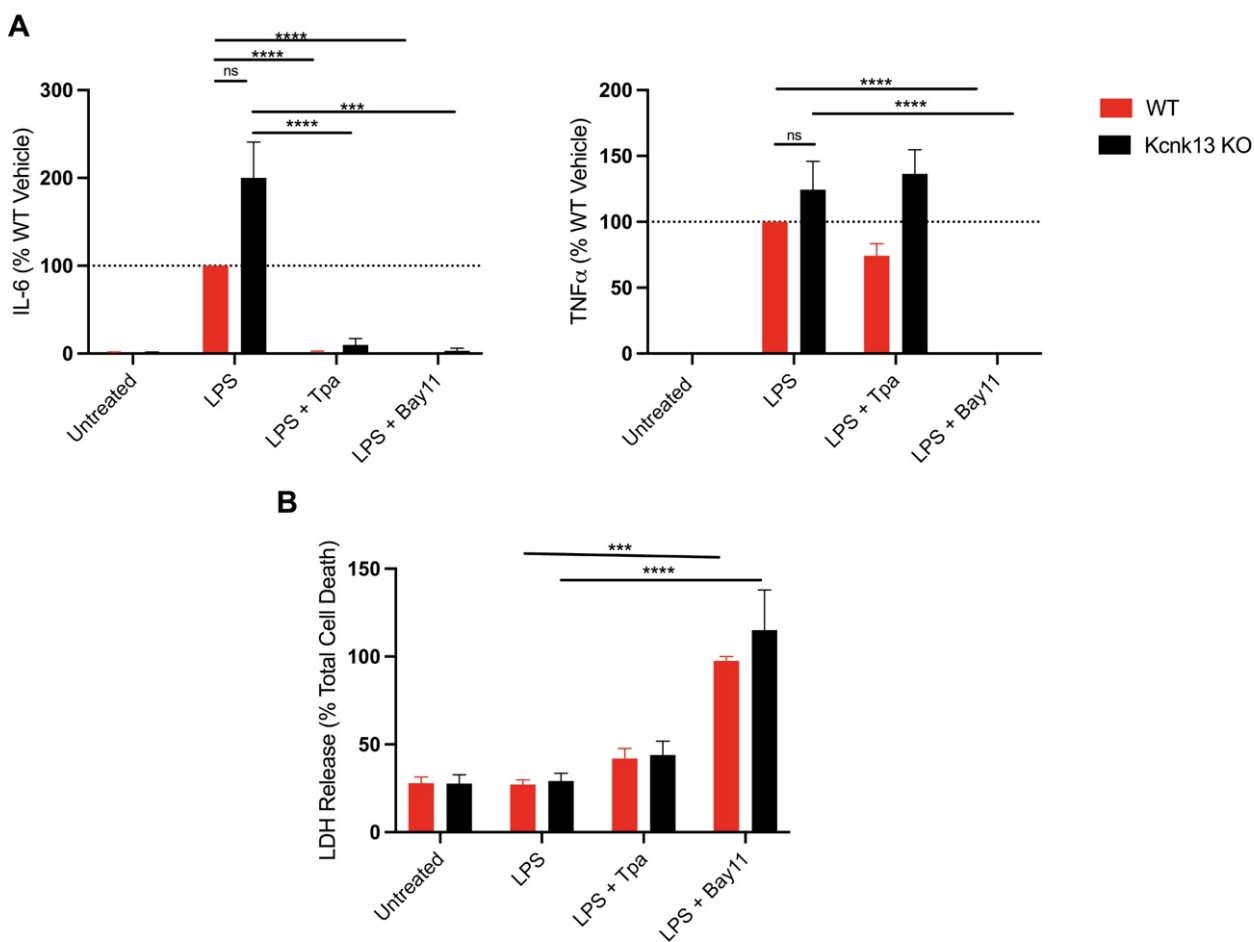 A
****
****
ns
***
****
300
200
100
0
IL-6 (% WT Vehicle)
Untreated
LPS
LPS + Tpa
LPS + Bay11
****
****
ns
200
150
100
50
0
TNFα (% WT Vehicle)
Untreated
LPS
LPS + Tpa
LPS + Bay11
WT
Kcnk13 KO
B
***
****
150
100
50
0
LDH Release (% Total Cell Death)
Untreated
LPS
LPS + Tpa
LPS + Bay11